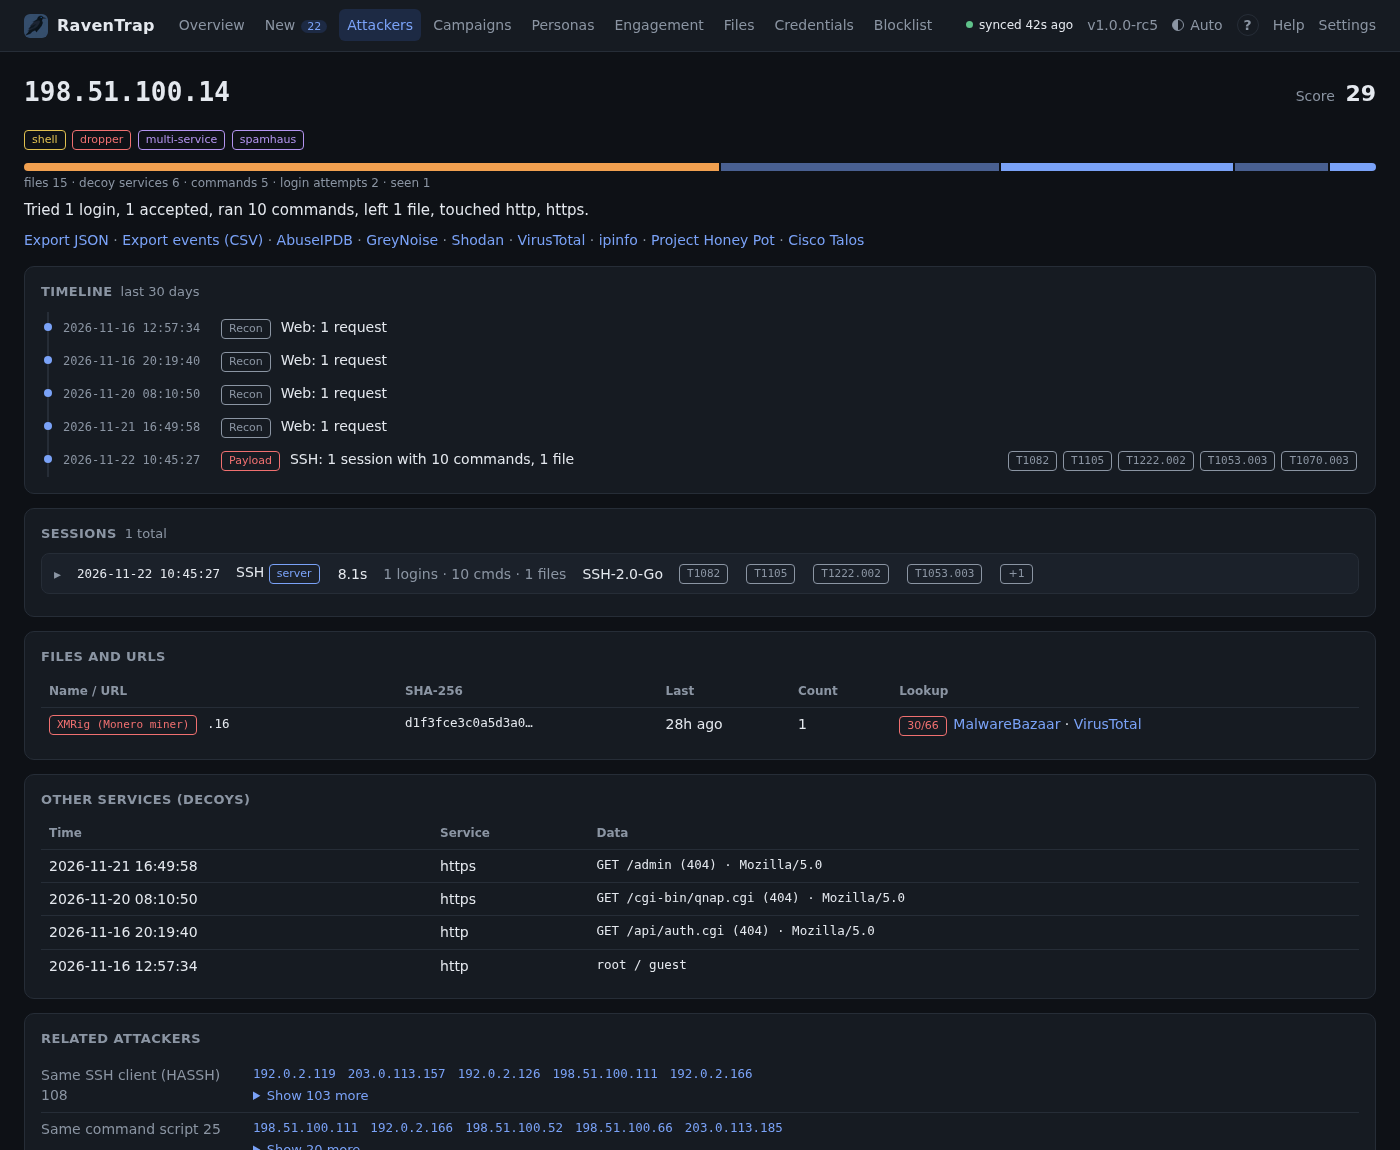 RavenTrap Overview New 22 Attackers Campaigns Personas Engagement Files Credentials Blocklist synced 42s ago v1.0.0-rc5 Auto ? Help Settings
198.51.100.14 Score 29
shell dropper multi-service spamhaus
files 15 · decoy services 6 · commands 5 · login attempts 2 · seen 1
Tried 1 login, 1 accepted, ran 10 commands, left 1 file, touched http, https.
Export JSON · Export events (CSV) · AbuseIPDB · GreyNoise · Shodan · VirusTotal · ipinfo · Project Honey Pot · Cisco Talos
TIMELINE last 30 days
2026-11-16 12:57:34 Recon Web: 1 request
2026-11-16 20:19:40 Recon Web: 1 request
2026-11-20 08:10:50 Recon Web: 1 request
2026-11-21 16:49:58 Recon Web: 1 request
2026-11-22 10:45:27 Payload SSH: 1 session with 10 commands, 1 file T1082 T1105 T1222.002 T1053.003 T1070.003
SESSIONS 1 total
▶ 2026-11-22 10:45:27 SSH server 8.1s 1 logins · 10 cmds · 1 files SSH-2.0-Go T1082 T1105 T1222.002 T1053.003 +1
FILES AND URLS
Name / URL SHA-256 Last Count Lookup
XMRig (Monero miner) .16 d1f3fce3c0a5d3a0… 28h ago 1 30/66 MalwareBazaar · VirusTotal
OTHER SERVICES (DECOYS)
Time Service Data
2026-11-21 16:49:58 https GET /admin (404) · Mozilla/5.0
2026-11-20 08:10:50 https GET /cgi-bin/qnap.cgi (404) · Mozilla/5.0
2026-11-16 20:19:40 http GET /api/auth.cgi (404) · Mozilla/5.0
2026-11-16 12:57:34 http root / guest
RELATED ATTACKERS
Same SSH client (HASSH) 192.0.2.119 203.0.113.157 192.0.2.126 198.51.100.111 192.0.2.166
108 ▶ Show 103 more
Same command script 25 198.51.100.111 192.0.2.166 198.51.100.52 198.51.100.66 203.0.113.185
▶ Show 20 more